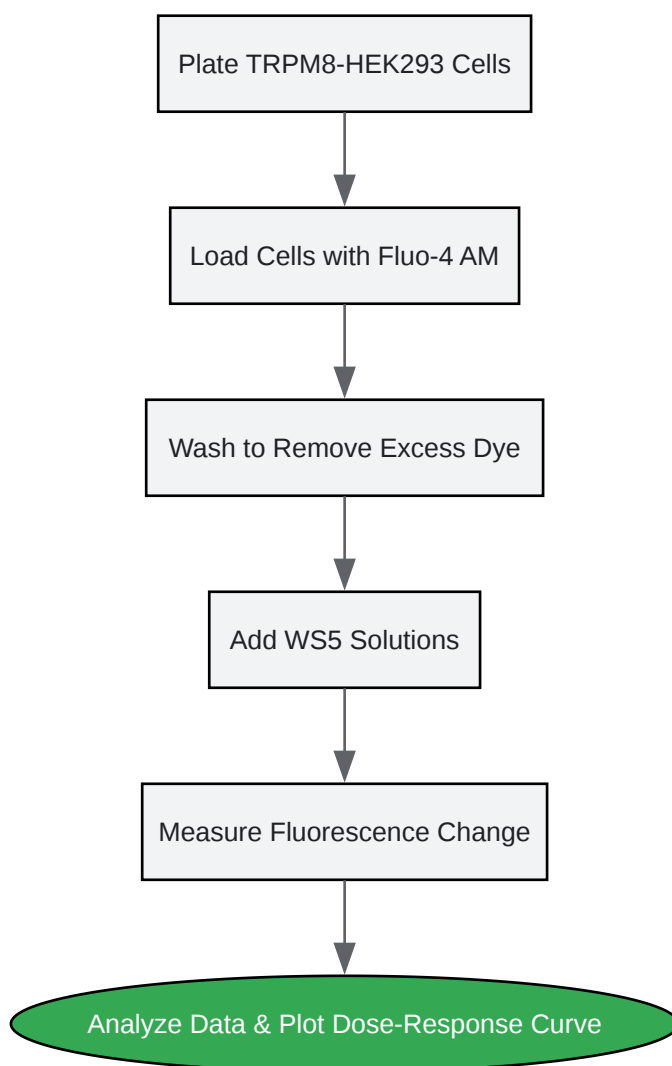 Plate TRPM8-HEK293 Cells
Load Cells with Fluo-4 AM
Wash to Remove Excess Dye
Add WS5 Solutions
Measure Fluorescence Change
Analyze Data & Plot Dose-Response Curve